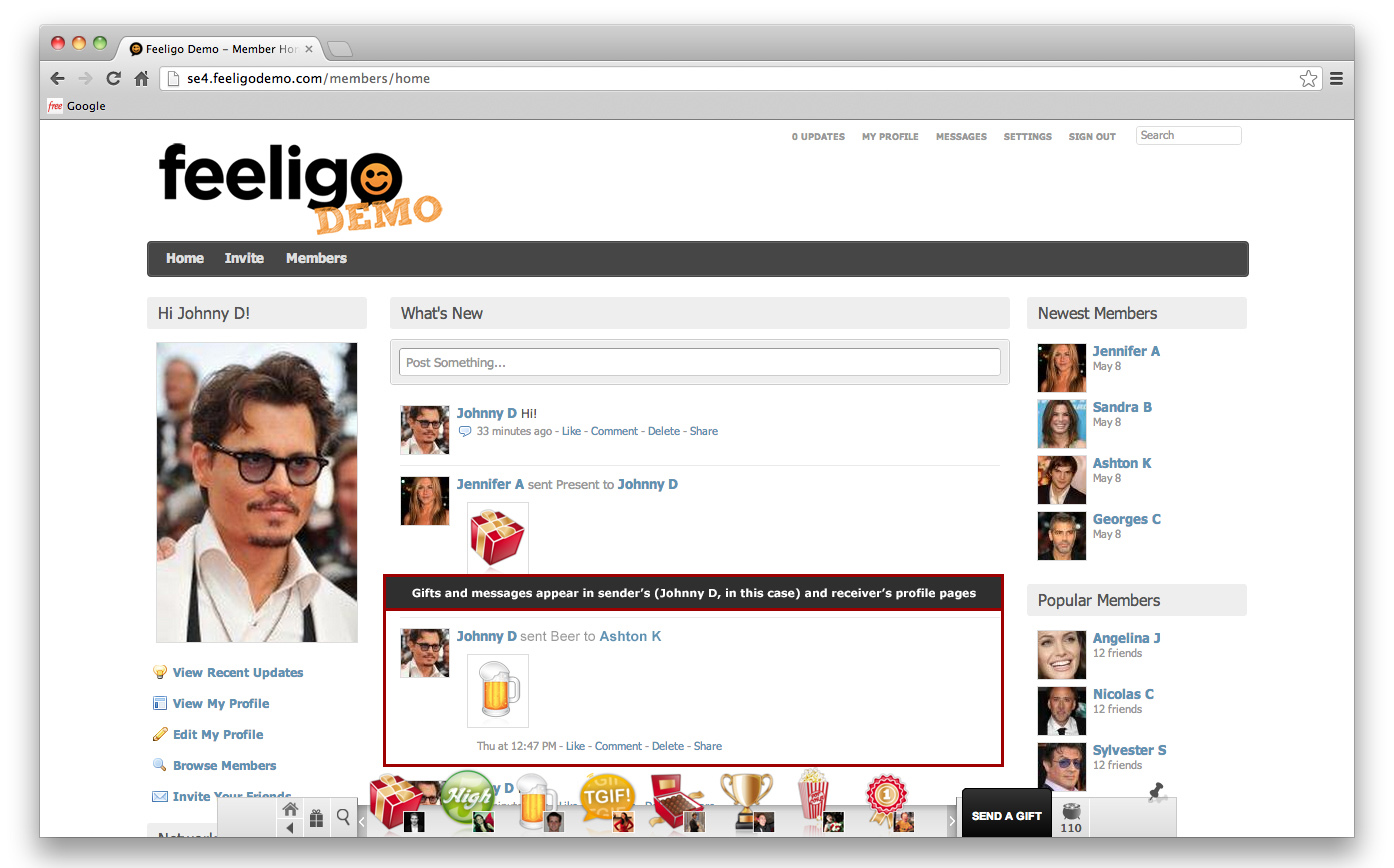 Feeligo Demo – Member Hor
se4.feeligodemo.com/members/home
free Google
0 UPDATES MY PROFILE MESSAGES SETTINGS SIGN OUT Search
feeligo
DEMO
Home Invite Members
Hi Johnny D!
View Recent Updates
View My Profile
Edit My Profile
Browse Members
Invite Your Friends
Network
What's New
Post Something...
Johnny D Hi!
33 minutes ago - Like - Comment - Delete - Share
Jennifer A sent Present to Johnny D
Gifts and messages appear in sender's (Johnny D, in this case) and receiver's profile pages
Johnny D sent Beer to Ashton K
Thu at 12:47 PM - Like - Comment - Delete - Share
Newest Members
Jennifer A
May 8
Sandra B
May 8
Ashton K
May 8
Georges C
May 8
Popular Members
Angelina J
12 friends
Nicolas C
12 friends
Sylvester S
12 friends
High
TGIF!
1
SEND A GIFT
110